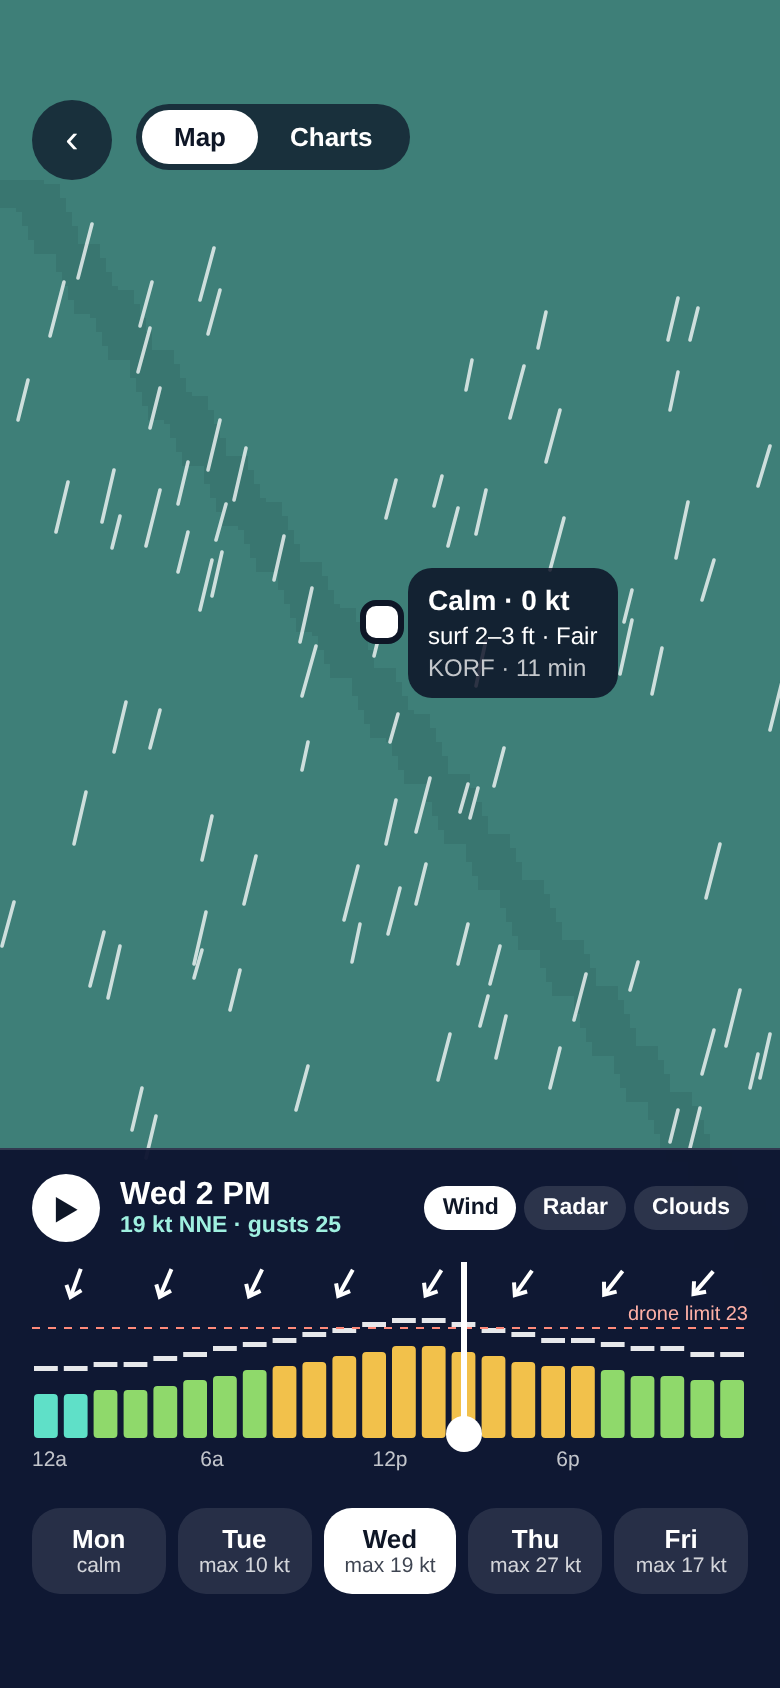 ‹
Map Charts
Calm · 0 kt
surf 2–3 ft · Fair
KORF · 11 min
Wed 2 PM
19 kt NNE · gusts 25
Wind Radar Clouds
drone limit 23
12a 6a 12p 6p
Mon Tue Wed Thu Fri
calm max 10 kt max 19 kt max 27 kt max 17 kt